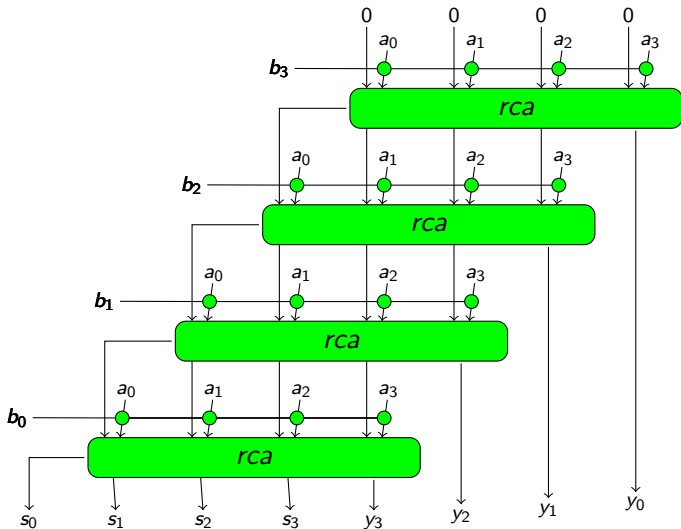 0 0 0 0
a₀ a₁ a₂ a₃
b₃
rca
a₀ a₁ a₂ a₃
b₂
rca
a₀ a₁ a₂ a₃
b₁
rca
a₀ a₁ a₂ a₃
b₀
rca
s₀ s₁ s₂ s₃ y₃ y₂ y₁ y₀